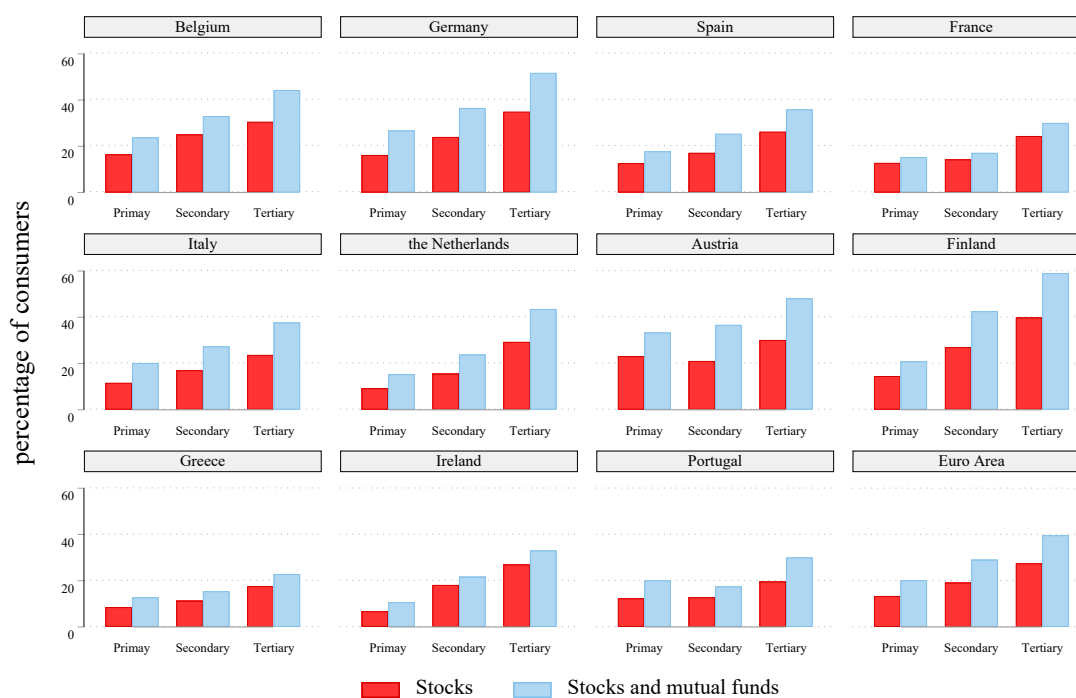 percentage of consumers
Belgium Germany Spain France
60
40
20
0
Primay Secondary Tertiary Primay Secondary Tertiary Primay Secondary Tertiary Primay Secondary Tertiary
Italy the Netherlands Austria Finland
60
40
20
0
Primay Secondary Tertiary Primay Secondary Tertiary Primay Secondary Tertiary Primay Secondary Tertiary
Greece Ireland Portugal Euro Area
60
40
20
0
Primay Secondary Tertiary Primay Secondary Tertiary Primay Secondary Tertiary Primay Secondary Tertiary
Stocks Stocks and mutual funds